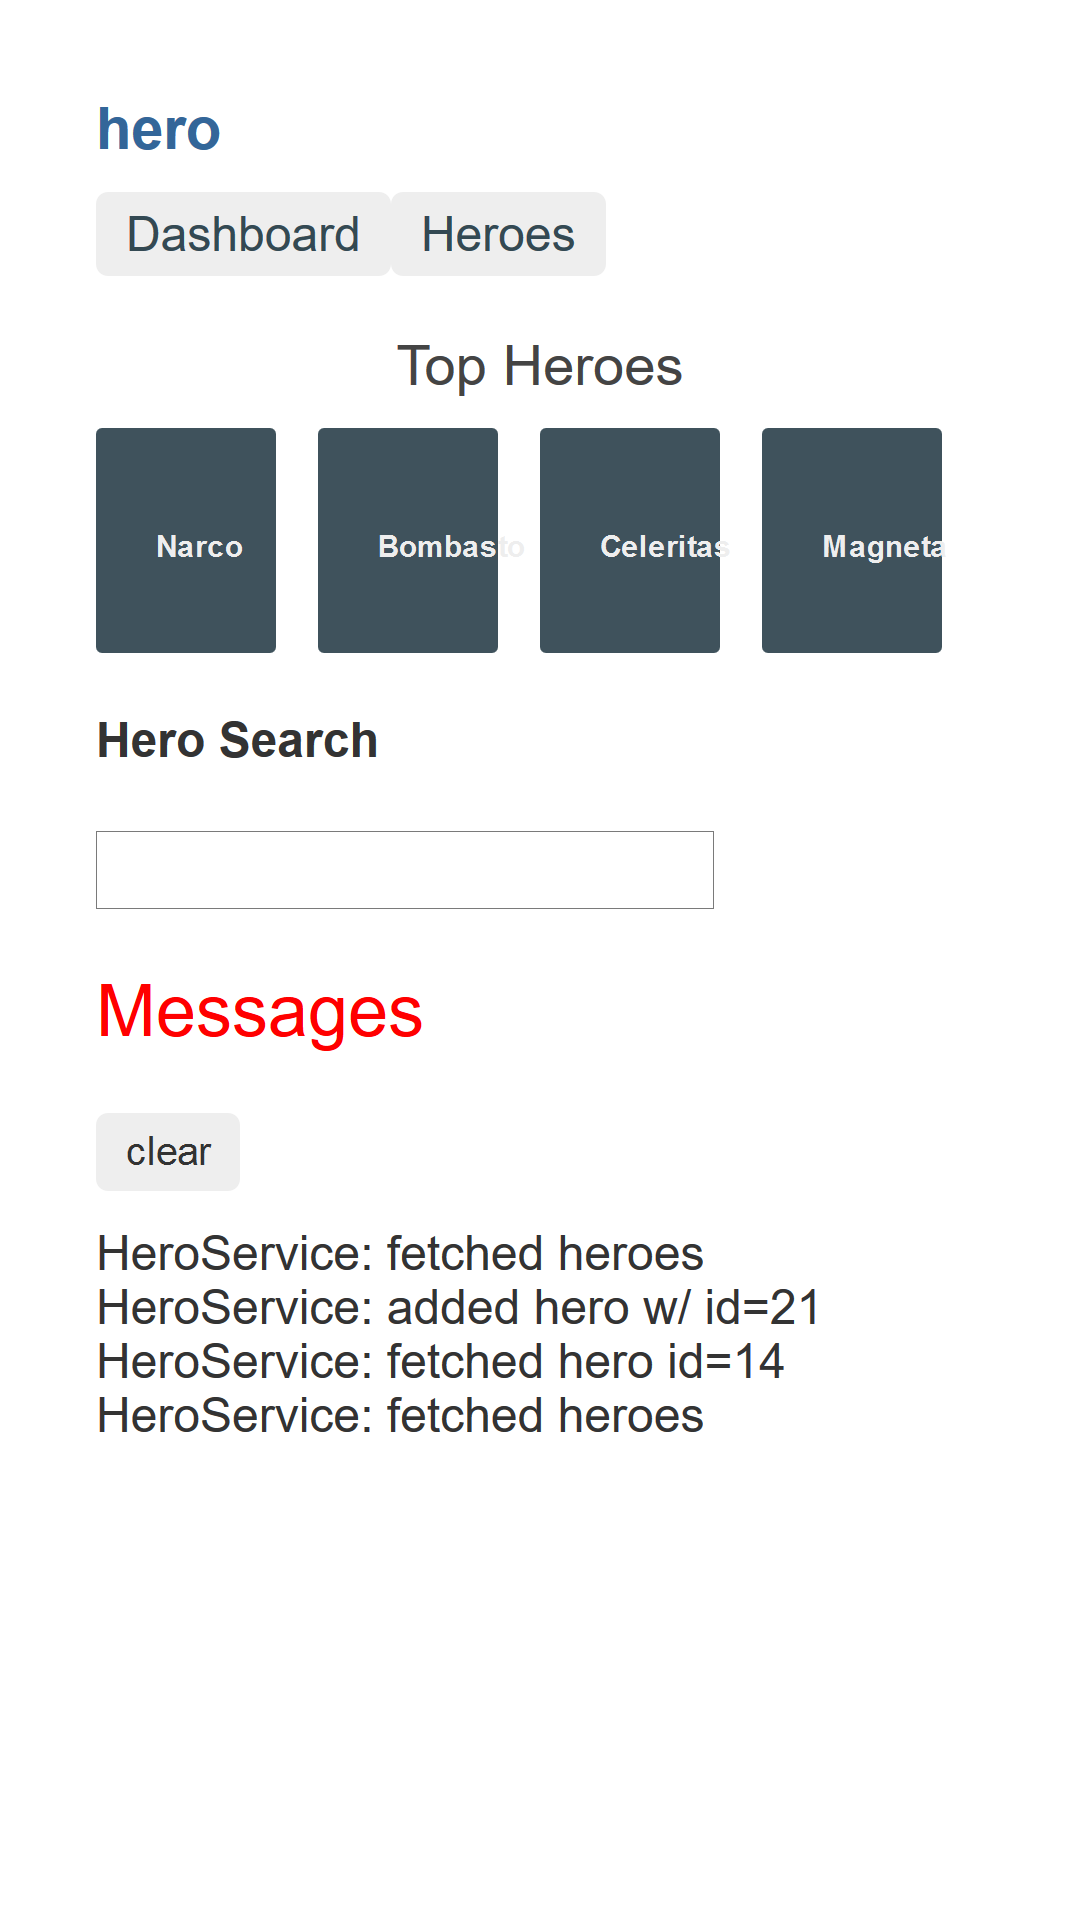 hero
Dashboard Heroes
Top Heroes
Narco Bombasto Celeritas Magneta
Hero Search
Messages
clear
HeroService: fetched heroes
HeroService: added hero w/ id=21
HeroService: fetched hero id=14
HeroService: fetched heroes